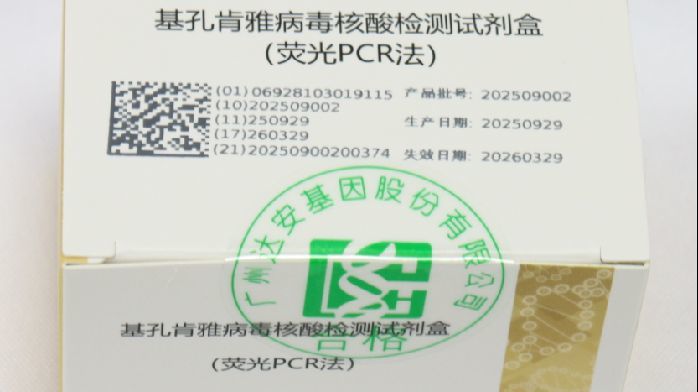 基孔肯雅病毒核酸检测试剂盒
(荧光PCR法)
(01)06928103019115
(10)202509002
(11)250929
(17)260329
(21)20250900200374
产品批号: 202509002
生产日期: 20250929
失效日期: 20260329
广州达安基因股份有限公司
合格
基孔肯雅病毒核酸检测试剂盒
(荧光PCR法)